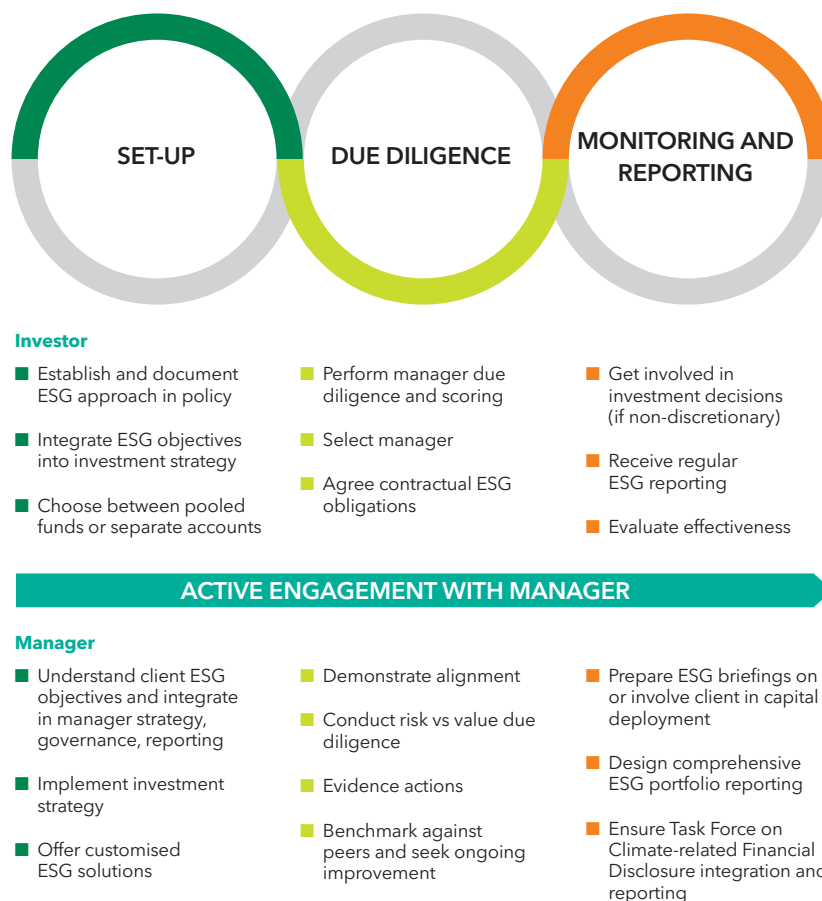 SET-UP
DUE DILIGENCE
MONITORING AND
REPORTING
Investor
Establish and document
ESG approach in policy
Integrate ESG objectives
into investment strategy
Choose between pooled
funds or separate accounts
Perform manager due
diligence and scoring
Select manager
Agree contractual ESG
obligations
Get involved in
investment decisions
(if non-discretionary)
Receive regular
ESG reporting
Evaluate effectiveness
ACTIVE ENGAGEMENT WITH MANAGER
Manager
Understand client ESG
objectives and integrate
in manager strategy,
governance, reporting
Implement investment
strategy
Offer customised
ESG solutions
Demonstrate alignment
Conduct risk vs value due
diligence
Evidence actions
Benchmark against
peers and seek ongoing
improvement
Prepare ESG briefings on
or involve client in capital
deployment
Design comprehensive
ESG portfolio reporting
Ensure Task Force on
Climate-related Financial
Disclosure integration and
reporting